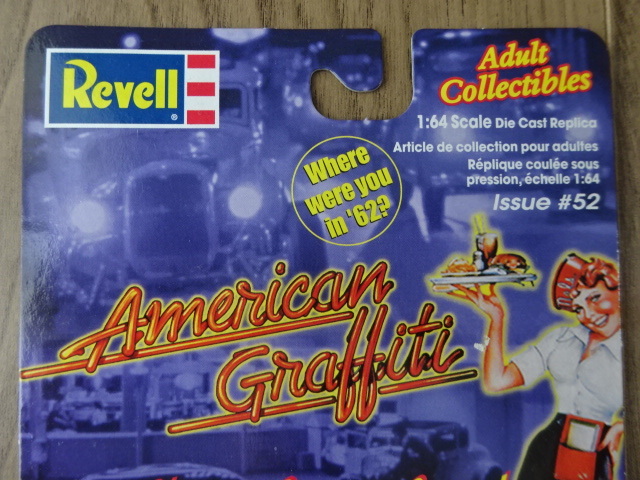 Revell
®
Adult
Collectibles
1:64 Scale Die Cast Replica
Article de collection pour adultes
Réplique coulée sous
pression, échelle 1:64
Issue #52
Where
were you
in '62?
American
Graffiti